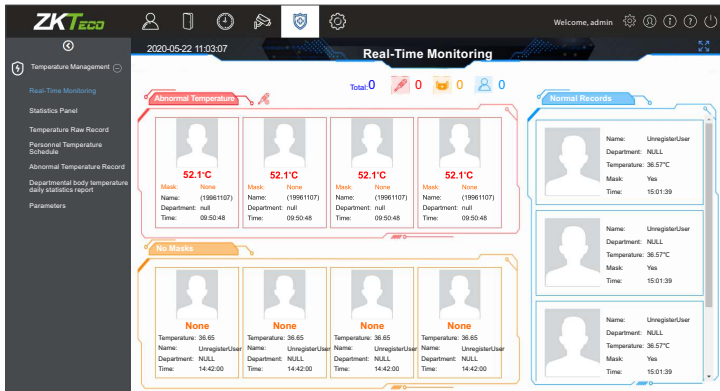 ZKTeco
Welcome, admin
2020-05-22 11:03:07
Real-Time Monitoring
Temperature Management
Real-Time Monitoring
Statistics Panel
Temperature Raw Record
Personnel Temperature
Schedule
Abnormal Temperature Record
Departmental body temperature
daily statistics report
Parameters
Total:0 0 0 0
Abnormal Temperature
52.1°C
Mask: None
Name: (19961107)
Department: null
Time: 09:50:48
52.1°C
Mask: None
Name: (19961107)
Department: null
Time: 09:50:48
52.1°C
Mask: None
Name: (19961107)
Department: null
Time: 09:50:48
52.1°C
Mask: None
Name: (19961107)
Department: null
Time: 09:50:48
No Masks
None
Temperature: 36.65
Name: UnregisterUser
Department: NULL
Time: 14:42:00
None
Temperature: 36.65
Name: UnregisterUser
Department: NULL
Time: 14:42:00
None
Temperature: 36.65
Name: UnregisterUser
Department: NULL
Time: 14:42:00
None
Temperature: 36.65
Name: UnregisterUser
Department: NULL
Time: 14:42:00
Normal Records
Name: UnregisterUser
Department: NULL
Temperature: 36.57°C
Mask: Yes
Time: 15:01:39
Name: UnregisterUser
Department: NULL
Temperature: 36.57°C
Mask: Yes
Time: 15:01:39
Name: UnregisterUser
Department: NULL
Temperature: 36.57°C
Mask: Yes
Time: 15:01:39